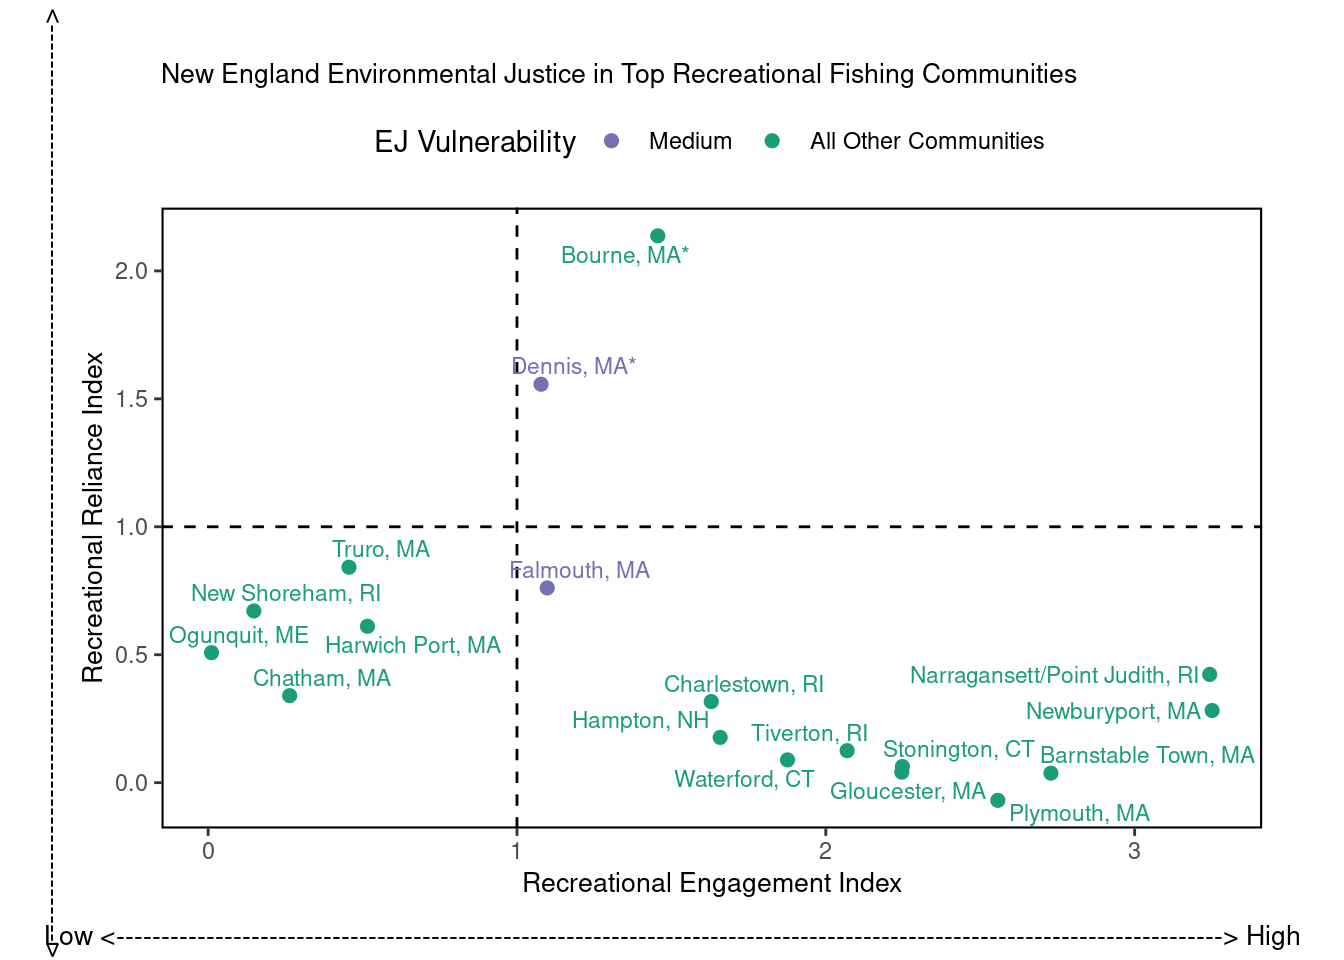 New England Environmental Justice in Top Recreational Fishing Communities
EJ Vulnerability Medium All Other Communities
Bourne, MA*
2.0
Dennis, MA*
1.5
1.0
Truro, MA
Falmouth, MA
New Shoreham, RI
Ogunquit, ME
Harwich Port, MA
0.5
Chatham, MA
Narragansett/Point Judith, RI
Charlestown, RI
Newburyport, MA
Hampton, NH
Tiverton, RI
Stonington, CT
Barnstable Town, MA
Waterford, CT
0.0
Gloucester, MA
Plymouth, MA
Recreational Reliance Index
0 1 2 3
Recreational Engagement Index
Low <----> High